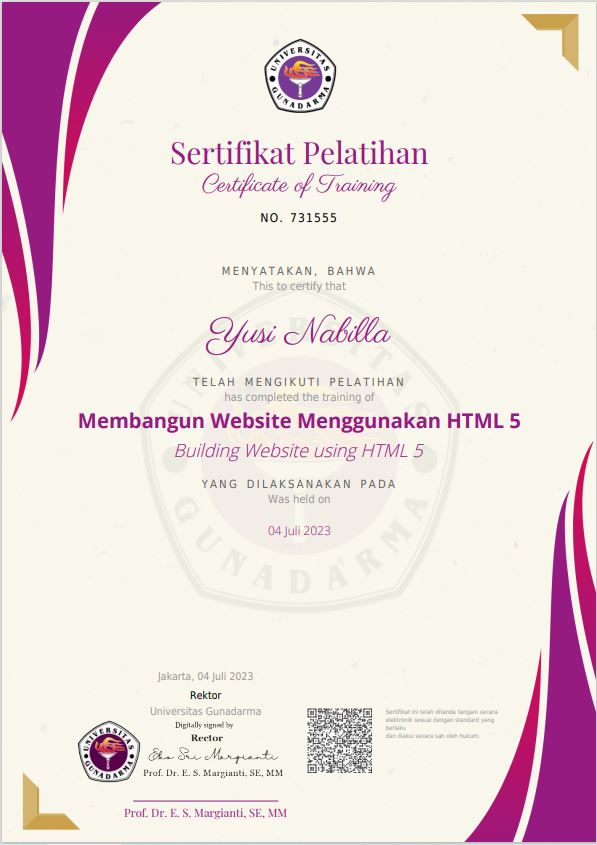 UNIVERSITAS
GUNADARMA
Sertifikat Pelatihan
Certificate of Training
NO. 731555
MENYATAKAN, BAHWA
This to certify that
Yusi Nabilla
TELAH MENGIKUTI PELATIHAN
has completed the training of
Membangun Website Menggunakan HTML 5
Building Website using HTML 5
YANG DILAKSANAKAN PADA
Was held on
04 Juli 2023
UNIVERSITAS
GUNADARMA
Jakarta, 04 Juli 2023
Rektor
Universitas Gunadarma
Digitally signed by
Rector
Eko Sri Margianti
Prof. Dr. E. S. Margianti, SE, MM
Prof. Dr. E. S. Margianti, SE, MM
UNIVERSITAS
GUNADARMA
Sertifikat ini telah ditanda tangani secara
elektronik sesuai dengan standard yang
berlaku
dan diakui secara sah oleh hukum.